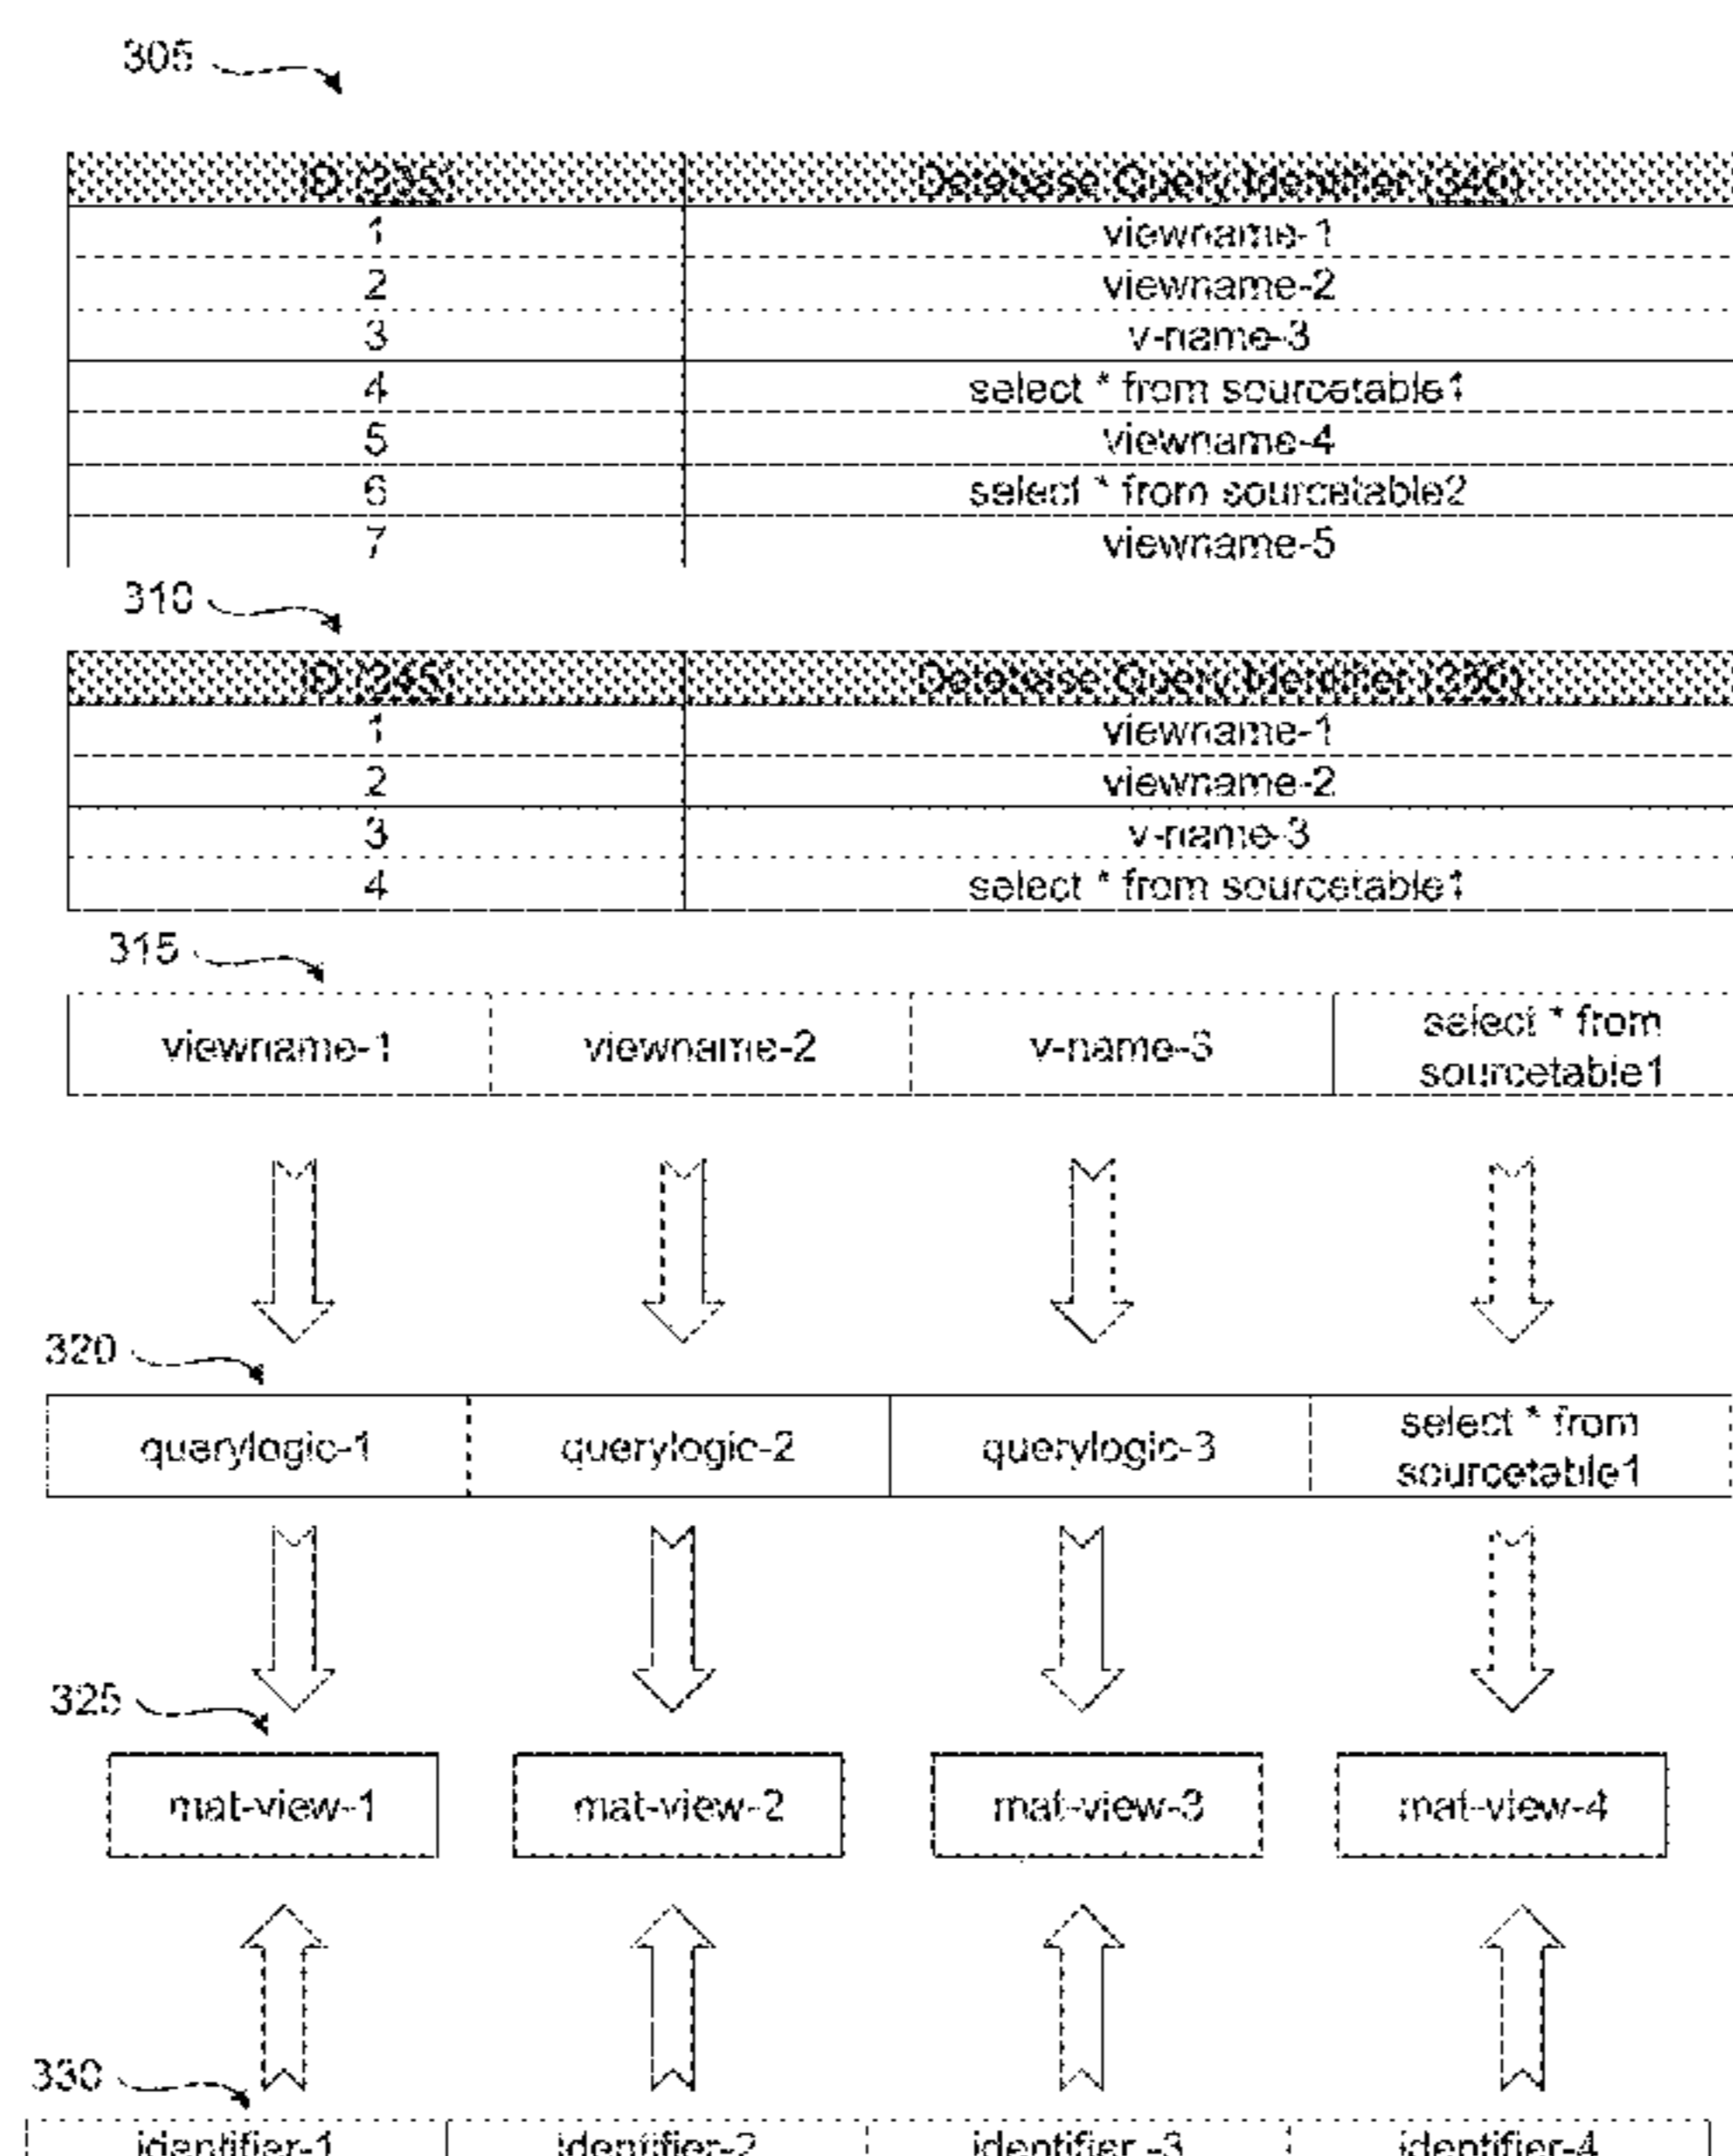 305
ID (335) Database Query Identifier (340)
1 viewname-1
2 viewname-2
3 v-name-3
4 select * from sourcetable1
5 viewname-4
6 select * from sourcetable2
7 viewname-5
310
ID (345) Database Query Identifier (350)
1 viewname-1
2 viewname-2
3 v-name-3
4 select * from sourcetable1
315
viewname-1 viewname-2 v-name-3 select * from
sourcetable1
320
querylogic-1 querylogic-2 querylogic-3 select * from
sourcetable1
325
mat-view-1 mat-view-2 mat-view-3 mat-view-4
330
identifier-1 identifier-2 identifier -3 identifier-4